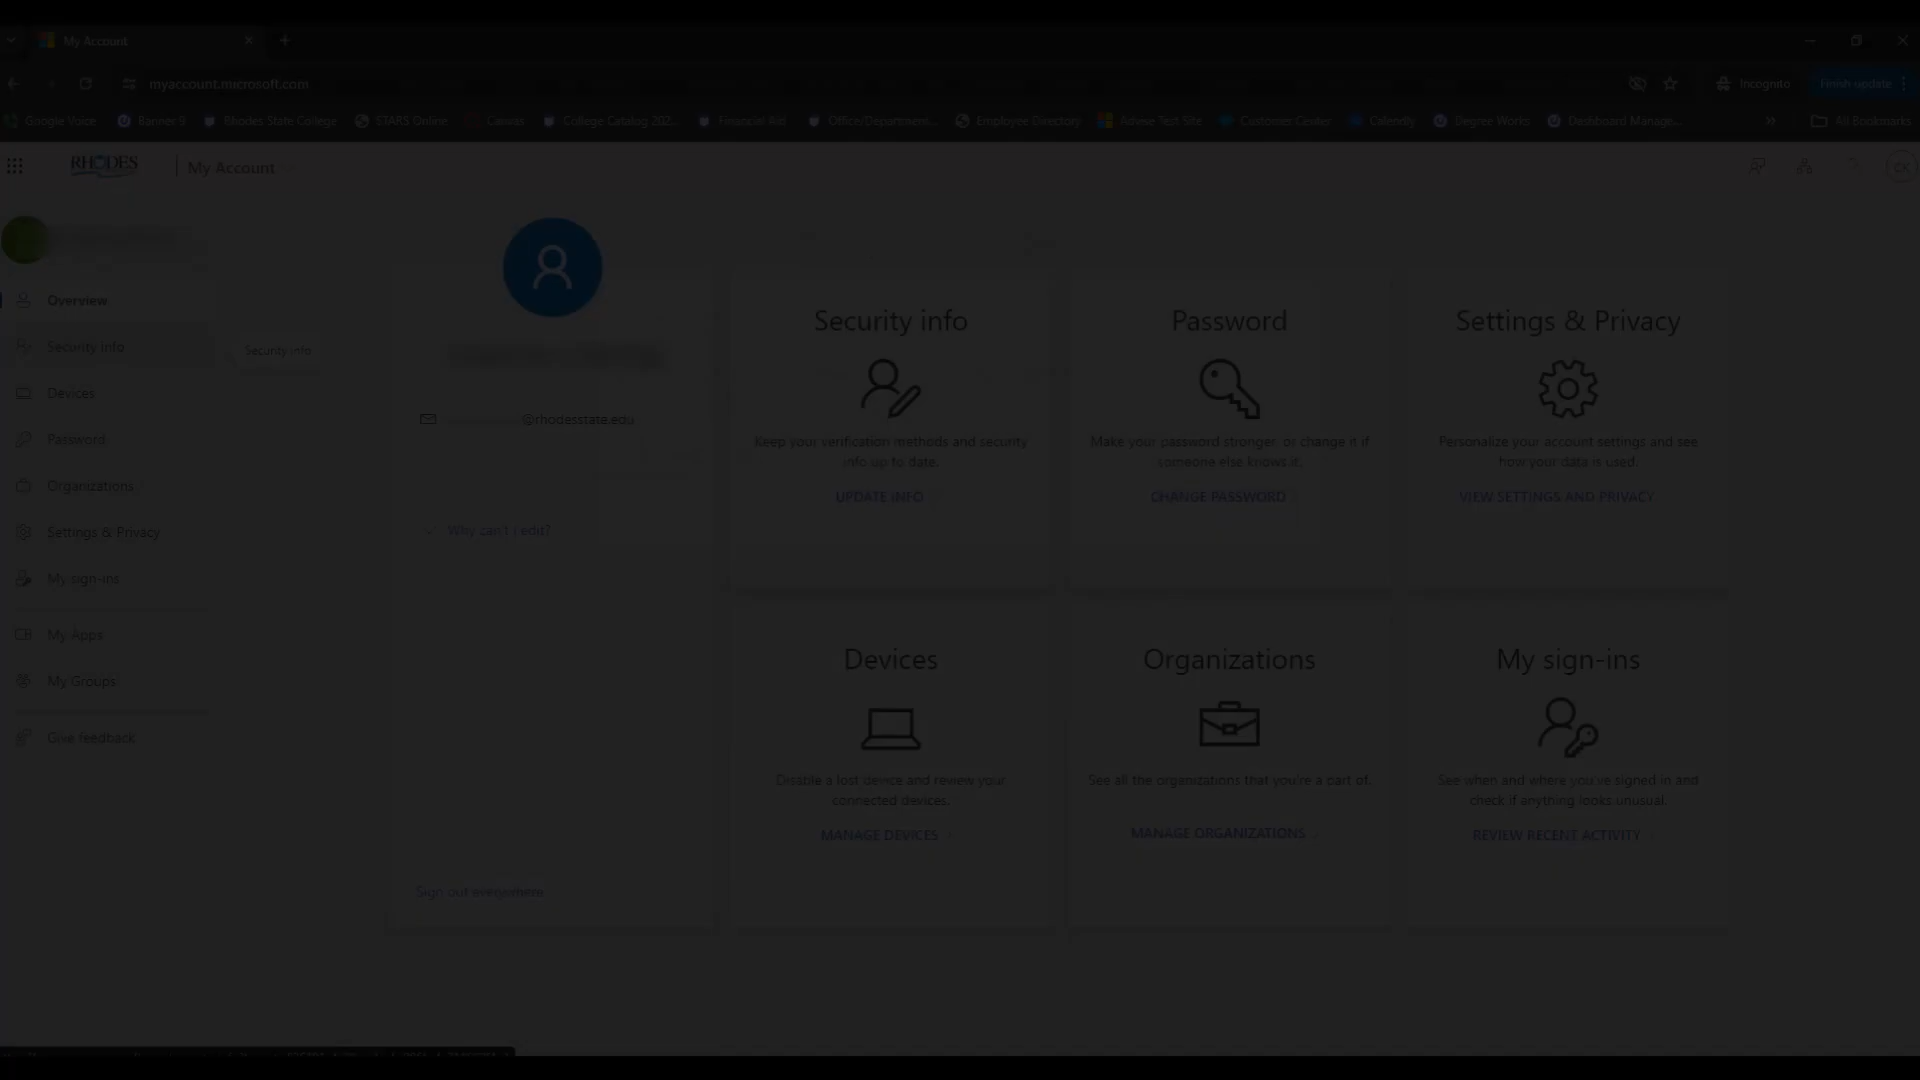 My Account
myaccount.microsoft.com
Incognito
Finish update
Google Voice
Banner 9
Rhodes State College
STARS Online
Canvas
College Catalog 202...
Financial Aid
Office/Department...
Employee Directory
Advise Test Site
Customer Center
Calendly
Degree Works
Dashboard Manage...
All Bookmarks
RHODES
My Account
CK
Overview
Security info
Security info
Devices
Password
Organizations
Settings & Privacy
My sign-ins
My Apps
My Groups
Give feedback
@rhodesstate.edu
Why can't I edit?
Sign out everywhere
Security info
Keep your verification methods and security
info up to date.
UPDATE INFO
Password
Make your password stronger, or change it if
someone else knows it.
CHANGE PASSWORD
Settings & Privacy
Personalize your account settings and see
how your data is used.
VIEW SETTINGS AND PRIVACY
Devices
Disable a lost device and review your
connected devices.
MANAGE DEVICES
Organizations
See all the organizations that you're a part of.
MANAGE ORGANIZATIONS
My sign-ins
See when and where you've signed in and
check if anything looks unusual.
REVIEW RECENT ACTIVITY